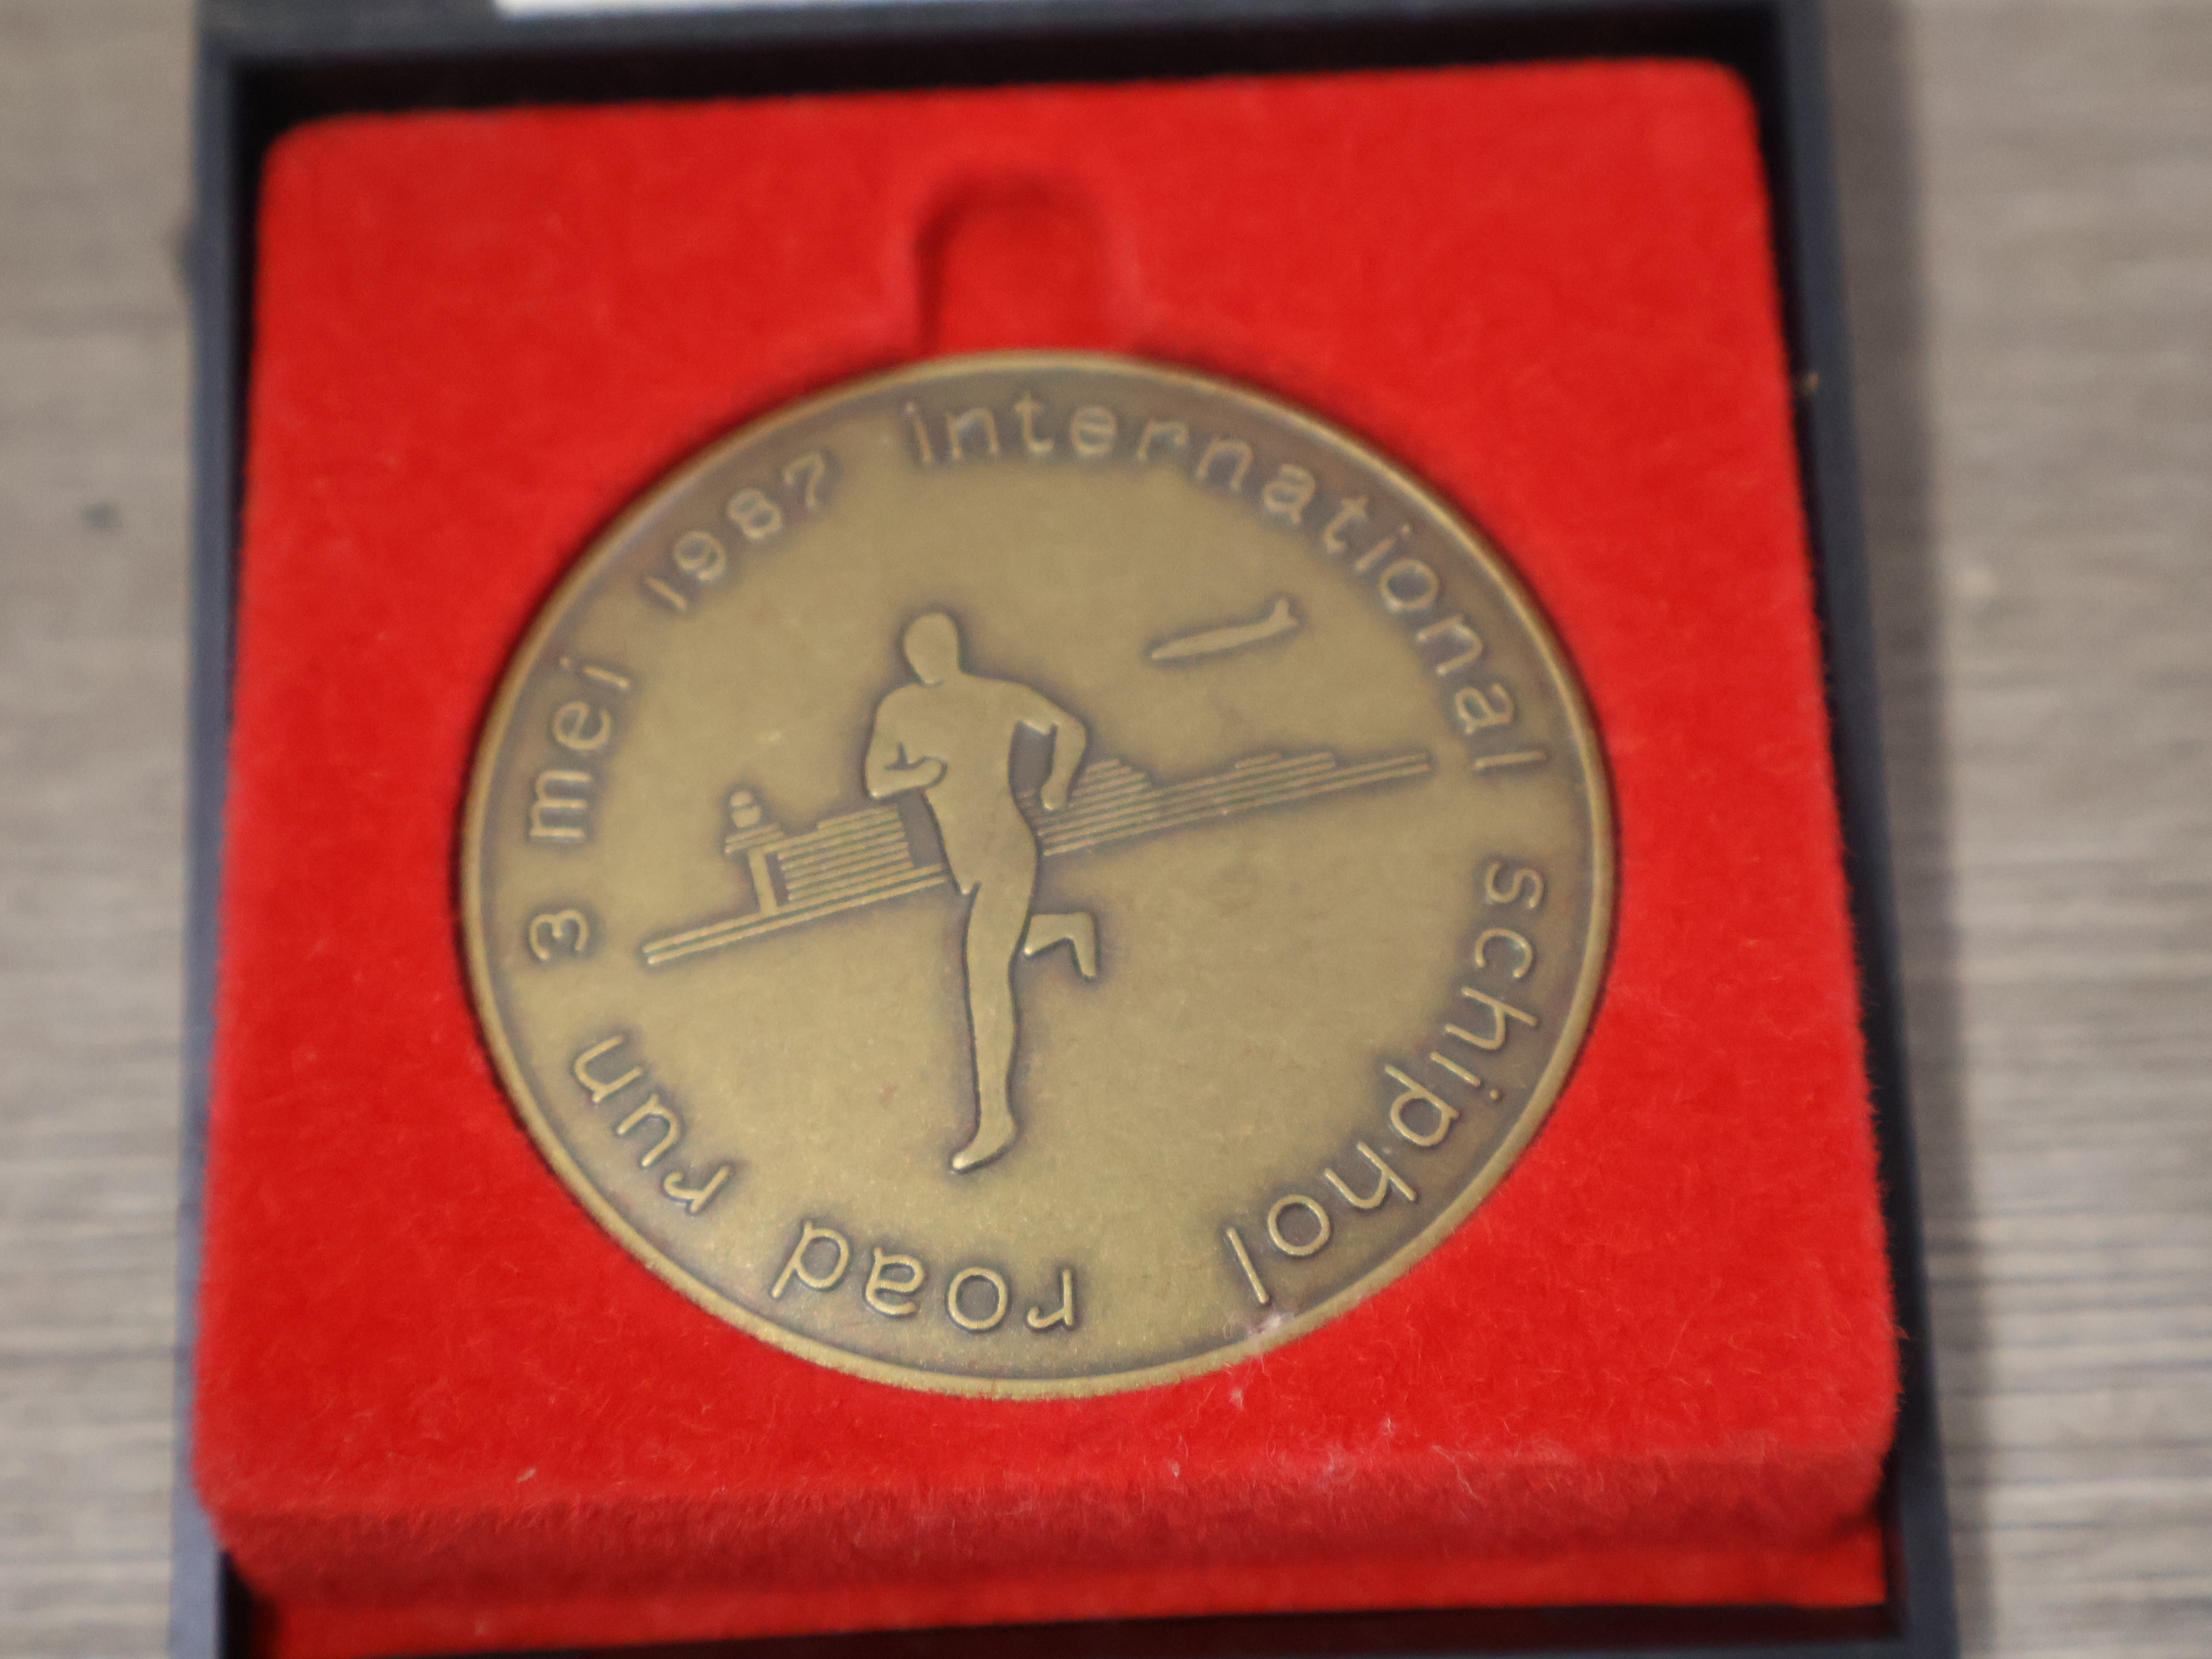 international schiphol road run 3 mei 1987